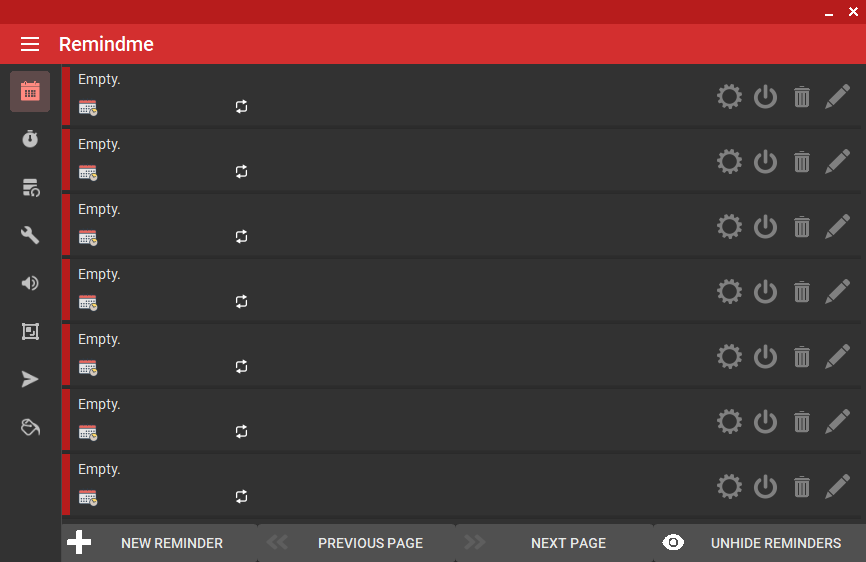 Remindme
Empty.
Empty.
Empty.
Empty.
Empty.
Empty.
Empty.
NEW REMINDER
PREVIOUS PAGE
NEXT PAGE
UNHIDE REMINDERS